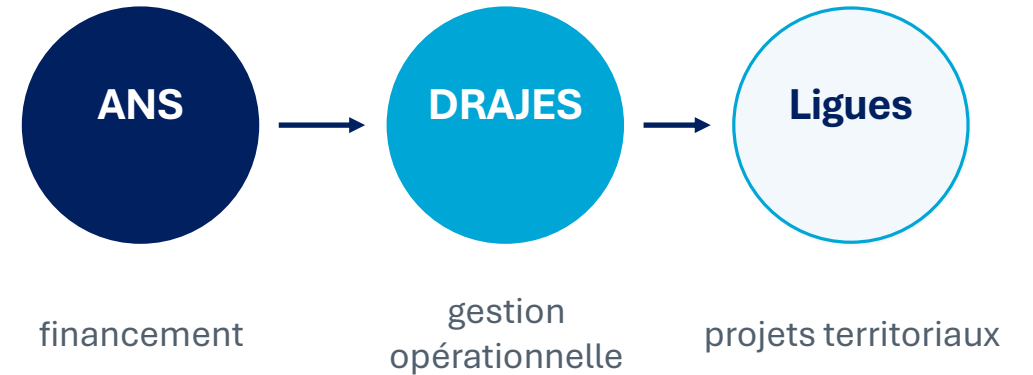 ANS
DRAJES
Ligues
financement
gestion
opérationnelle
projets territoriaux